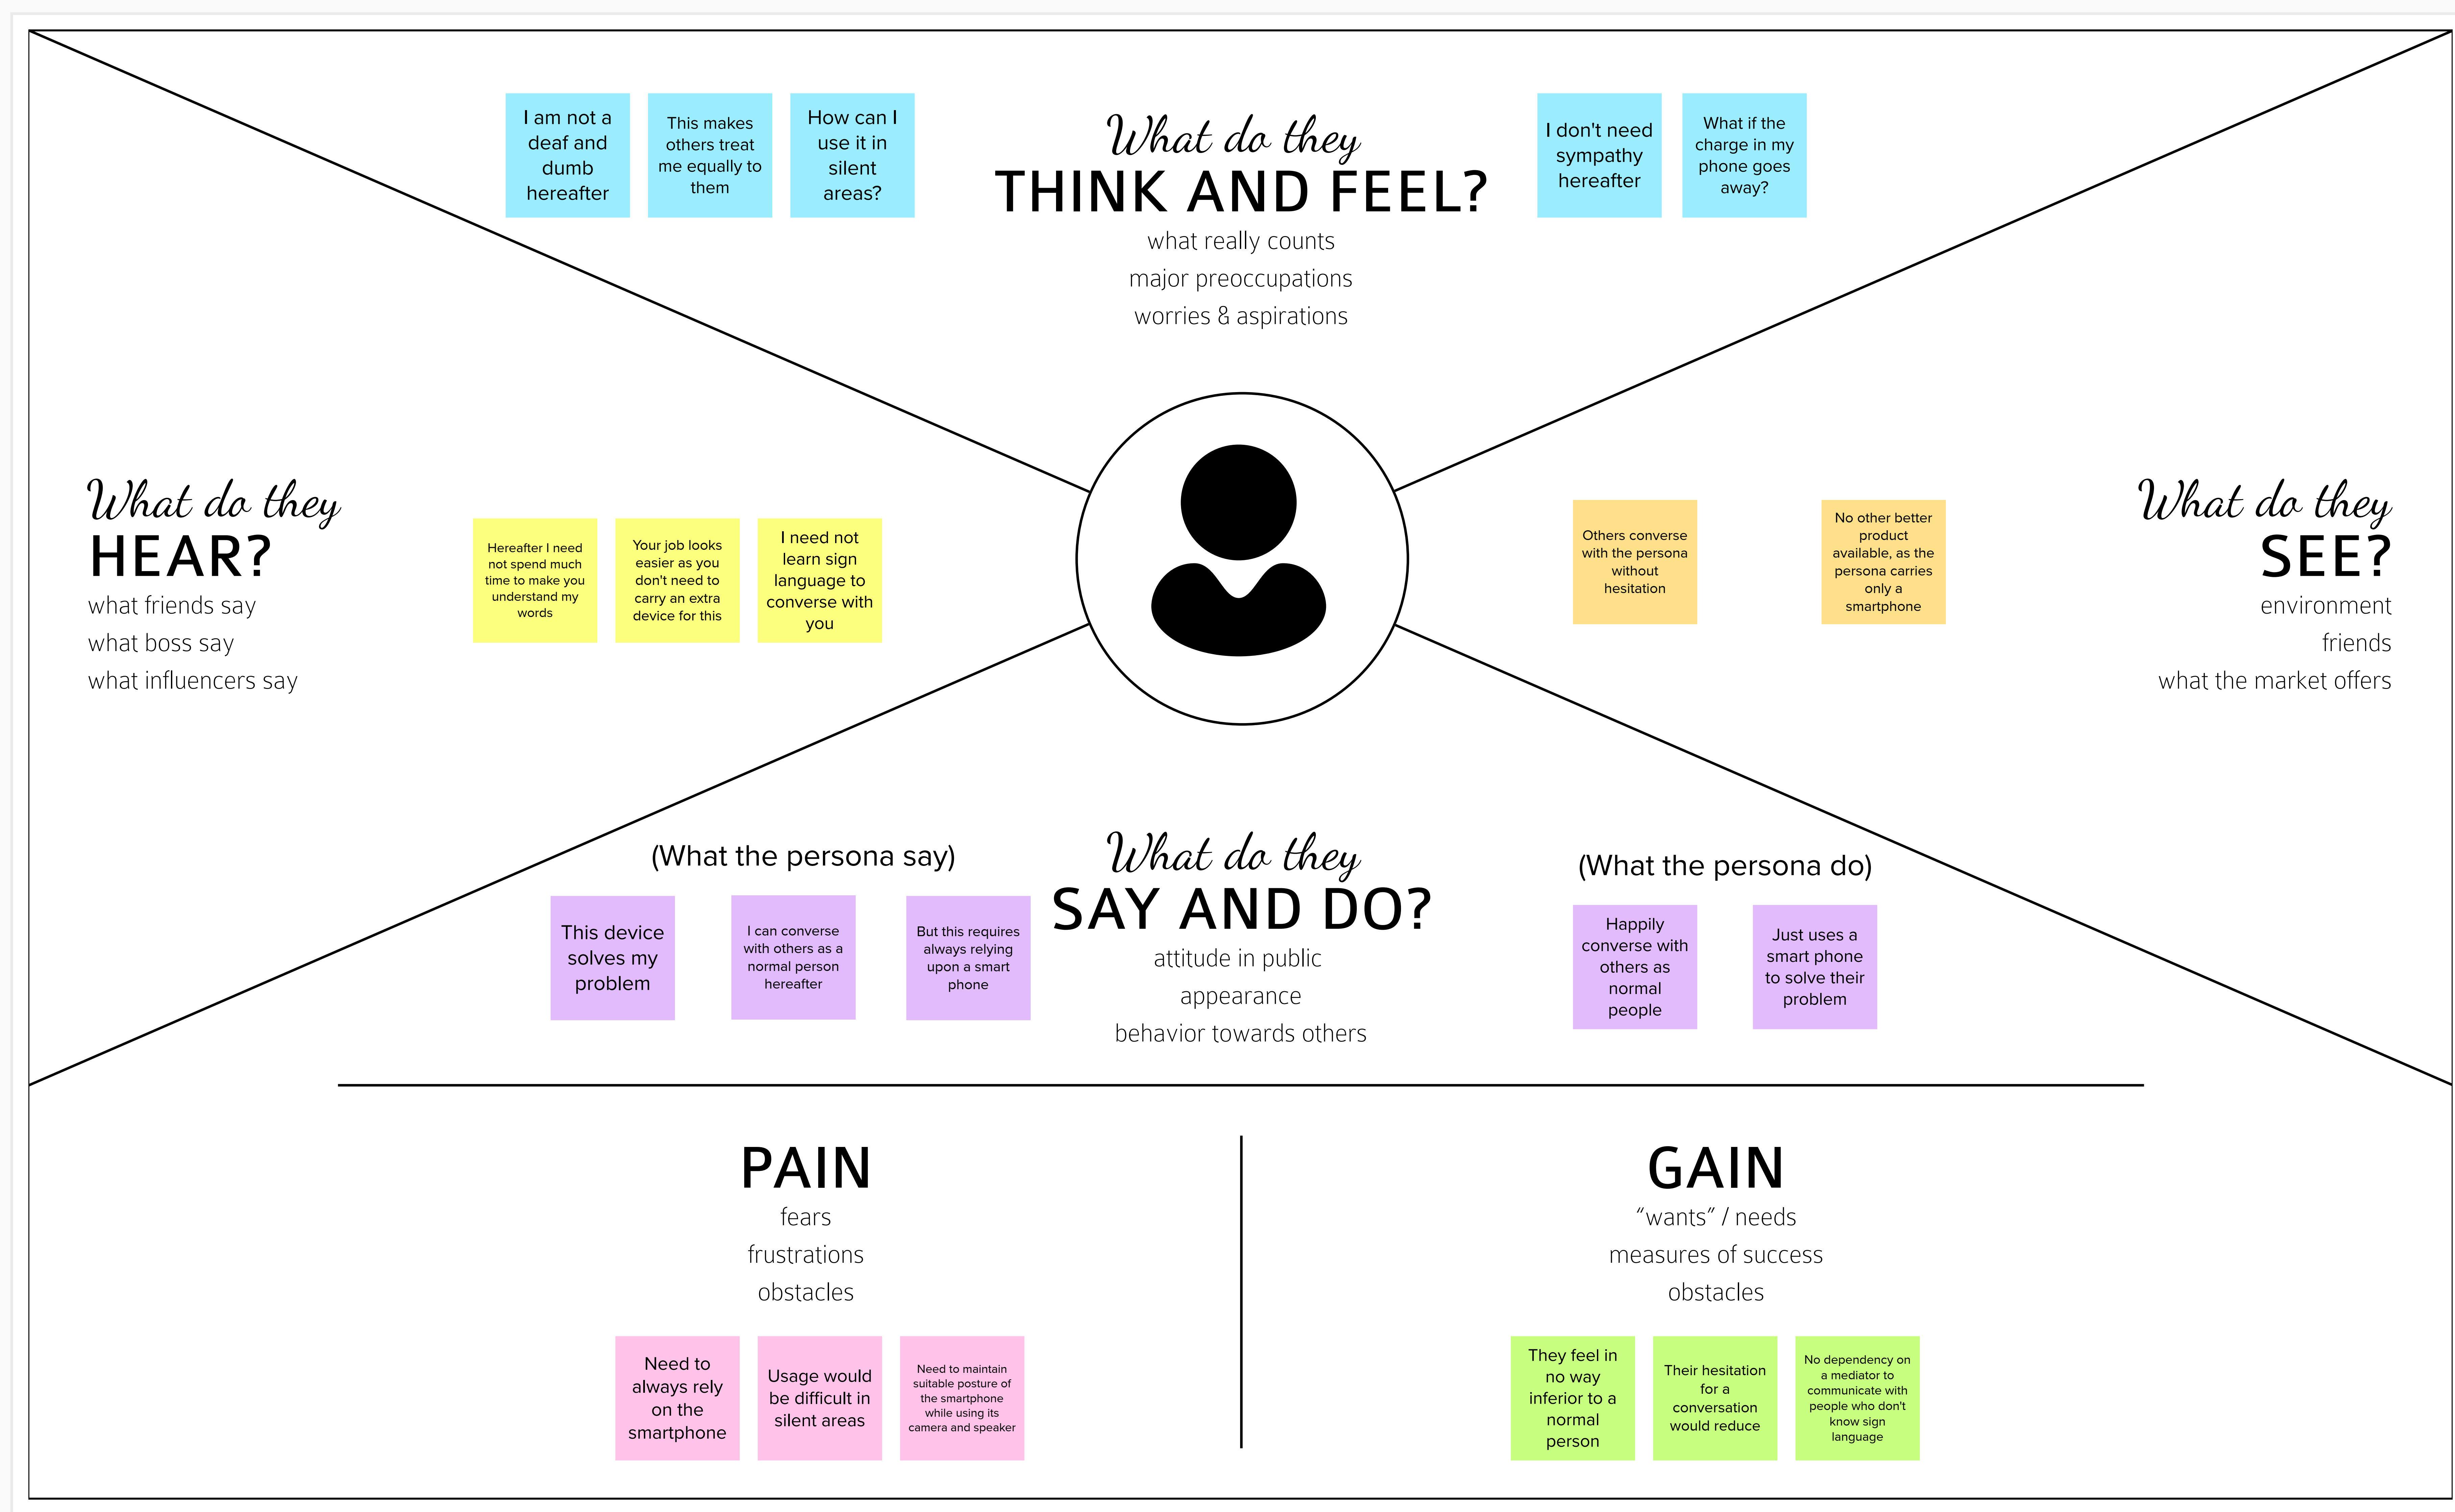 I am not a
deaf and
dumb
hereafter
This makes
others treat
me equally to
them
How can I
use it in
silent
areas?
What do they
THINK AND FEEL?
what really counts
major preoccupations
worries & aspirations
I don't need
sympathy
hereafter
What if the
charge in my
phone goes
away?
What do they
HEAR?
what friends say
what boss say
what influencers say
Hereafter I need
not spend much
time to make you
understand my
words
Your job looks
easier as you
don't need to
carry an extra
device for this
I need not
learn sign
language to
converse with
you
Others converse
with the persona
without
hesitation
No other better
product
available, as the
persona carries
only a
smartphone
What do they
SEE?
environment
friends
what the market offers
(What the persona say)
This device
solves my
problem
I can converse
with others as a
normal person
hereafter
But this requires
always relying
upon a smart
phone
What do they
SAY AND DO?
attitude in public
appearance
behavior towards others
(What the persona do)
Happily
converse with
others as
normal
people
Just uses a
smart phone
to solve their
problem
PAIN
fears
frustrations
obstacles
Need to
always rely
on the
smartphone
Usage would
be difficult in
silent areas
Need to maintain
suitable posture of
the smartphone
while using its
camera and speaker
GAIN
“wants” / needs
measures of success
obstacles
They feel in
no way
inferior to a
normal
person
Their hesitation
for a
conversation
would reduce
No dependency on
a mediator to
communicate with
people who don't
know sign
language